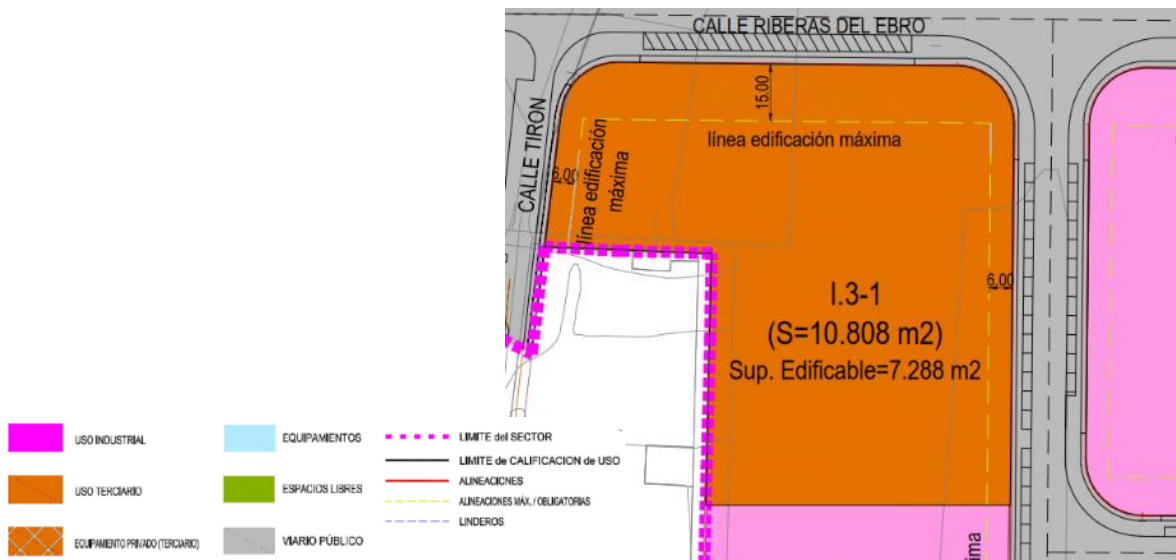 CALLE RIBERAS DEL EBRO
CALLE TIRON
15.00
línea edificación máxima
6.00
línea edificación
máxima
6.00
I.3-1
(S=10.808 m2)
Sup. Edificable=7.288 m2
USO INDUSTRIAL
EQUIPAMIENTOS
LIMITE del SECTOR
LIMITE de CALIFICACION de USO
USO TERCIARIO
ESPACIOS LIBRES
ALINEACIONES
ALINEACIONES MÁX. / OBLIGATORIAS
LINDEROS
EQUIPAMIENTO PRIVADO (TERCIARIO)
VIARIO PÚBLICO